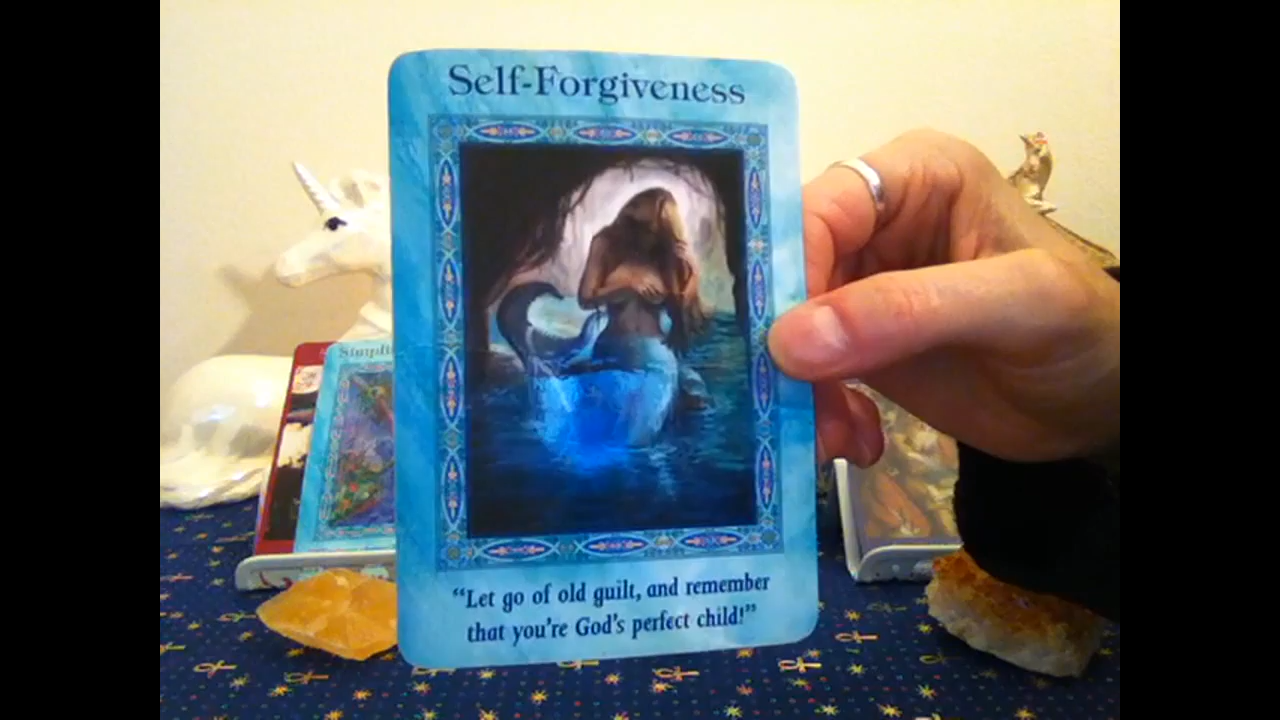 Self-Forgiveness
“Let go of old guilt, and remember
that you're God's perfect child!”